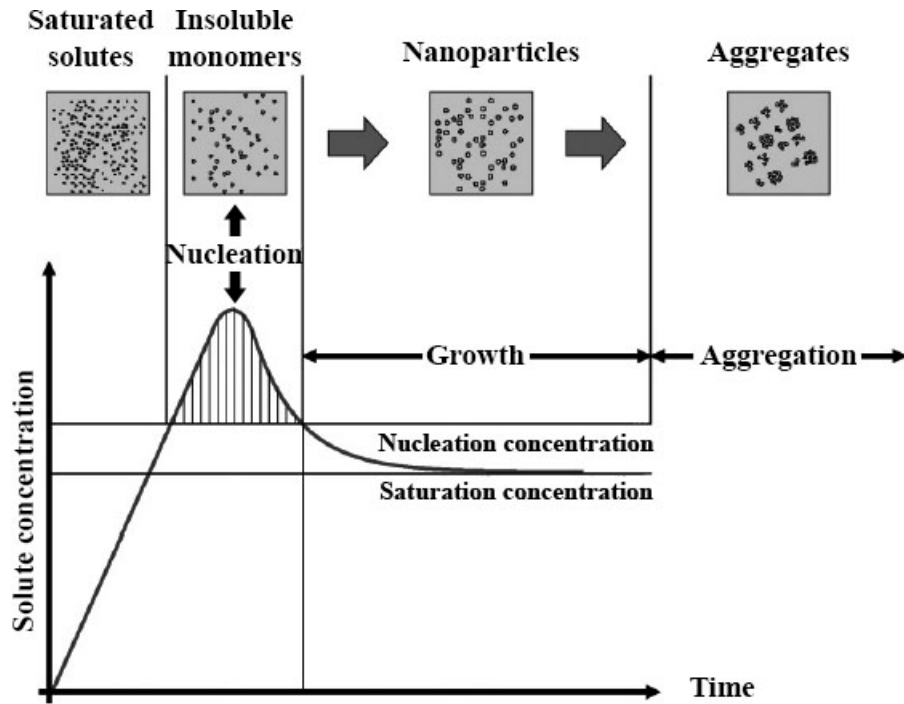 Saturated
solutes
Insoluble
monomers
Nanoparticles
Aggregates
Nucleation
Growth
Aggregation
Nucleation concentration
Saturation concentration
Solute concentration
Time